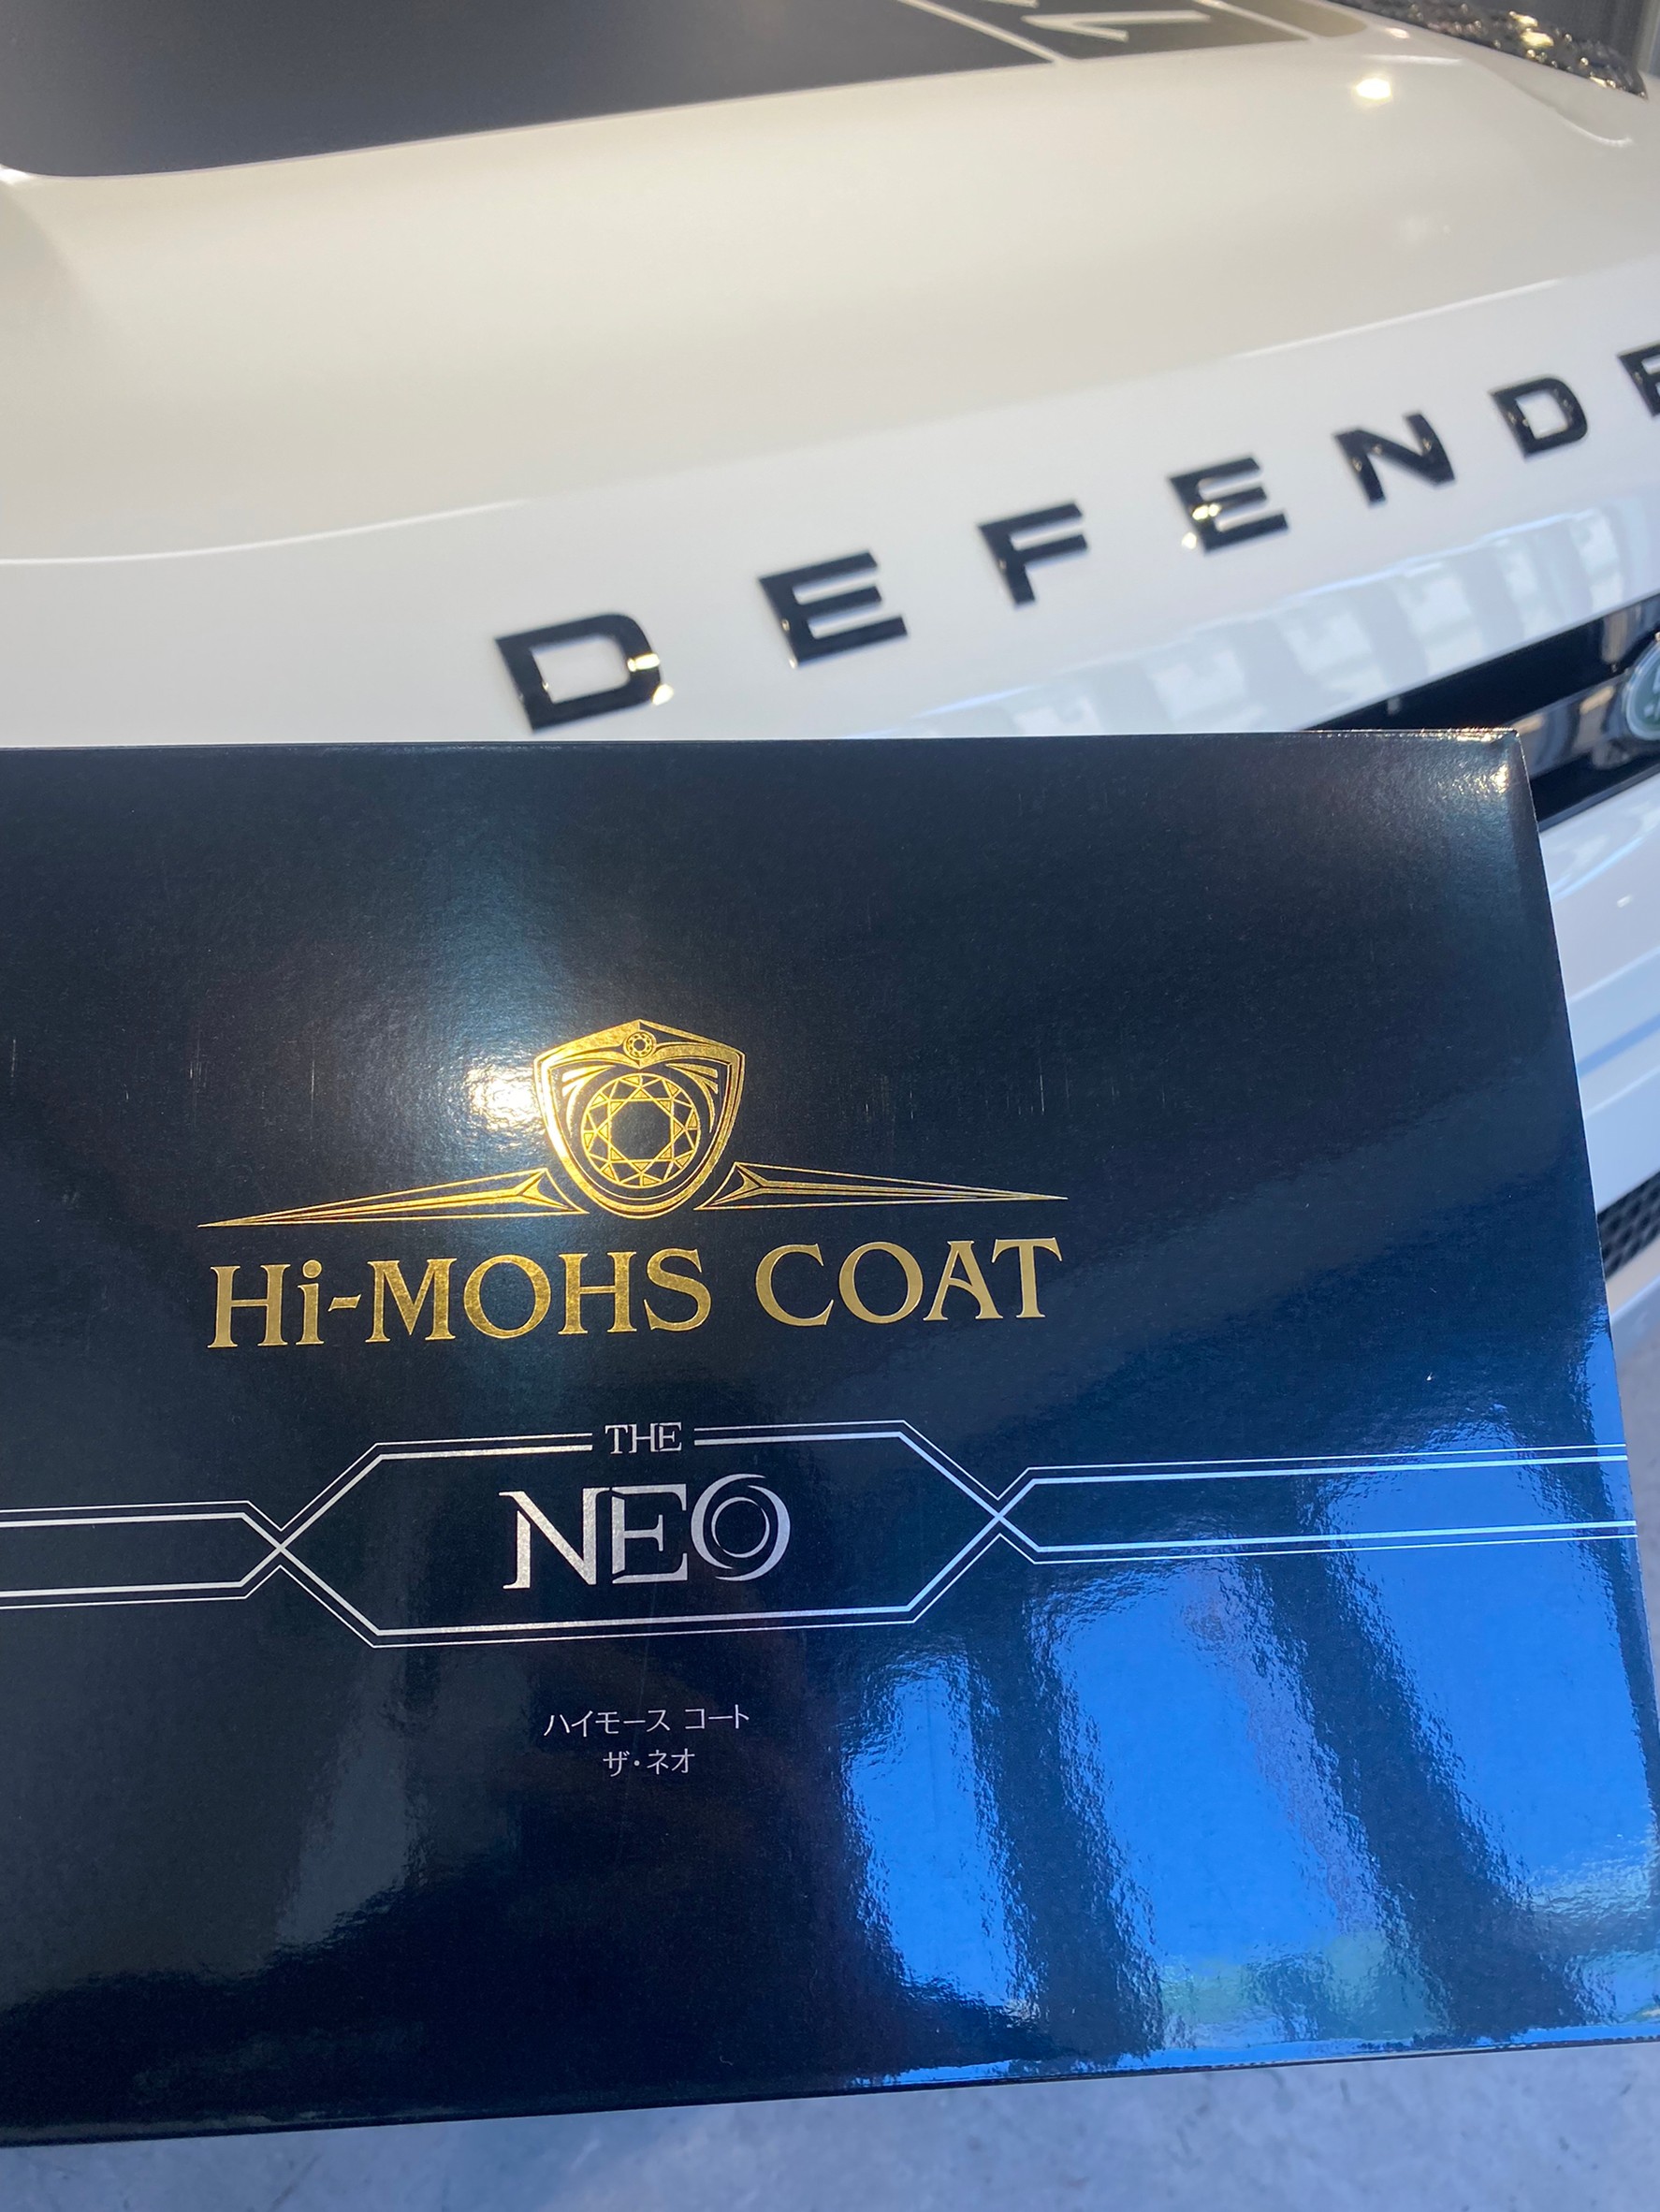 DEFENDE
Hi-MOHS COAT
THE
NEO
ハイモース コート
ザ・ネオ